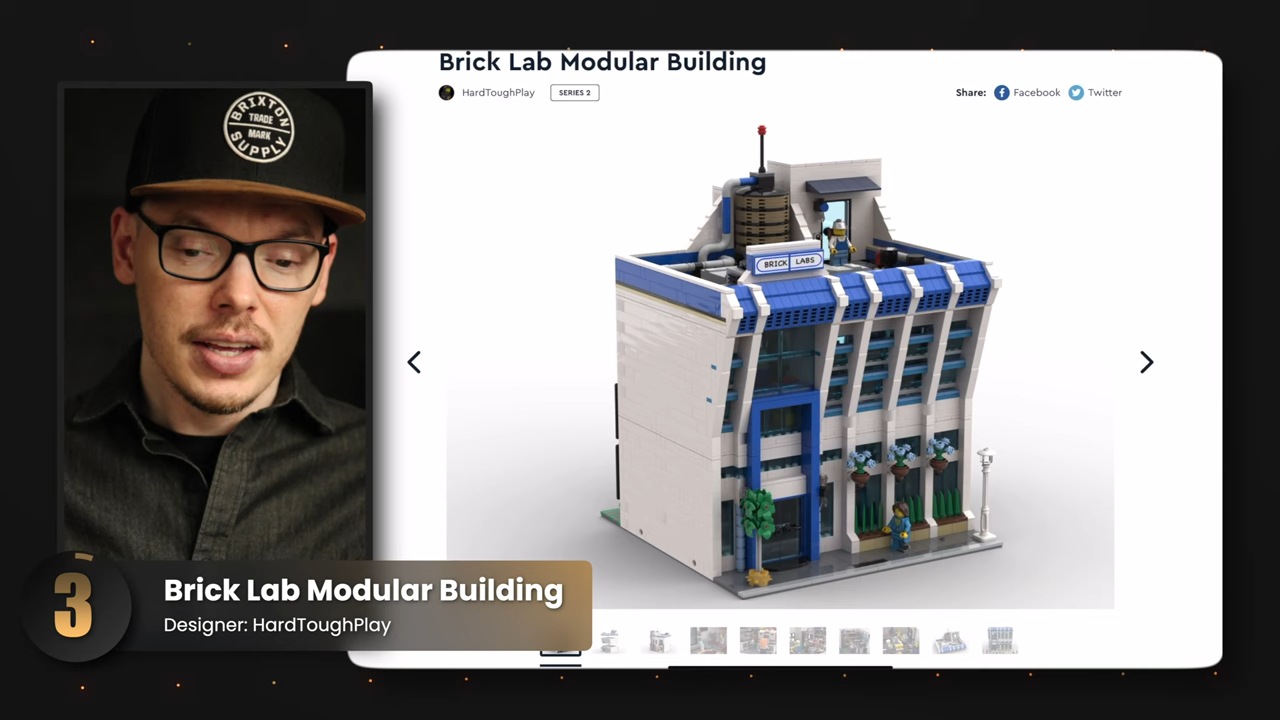 Brick Lab Modular Building
HardToughPlay
SERIES 2
Share: Facebook Twitter
BRIXTON
TRADE
MARK
SUPPLY
BRICK LABS
3
Brick Lab Modular Building
Designer: HardToughPlay